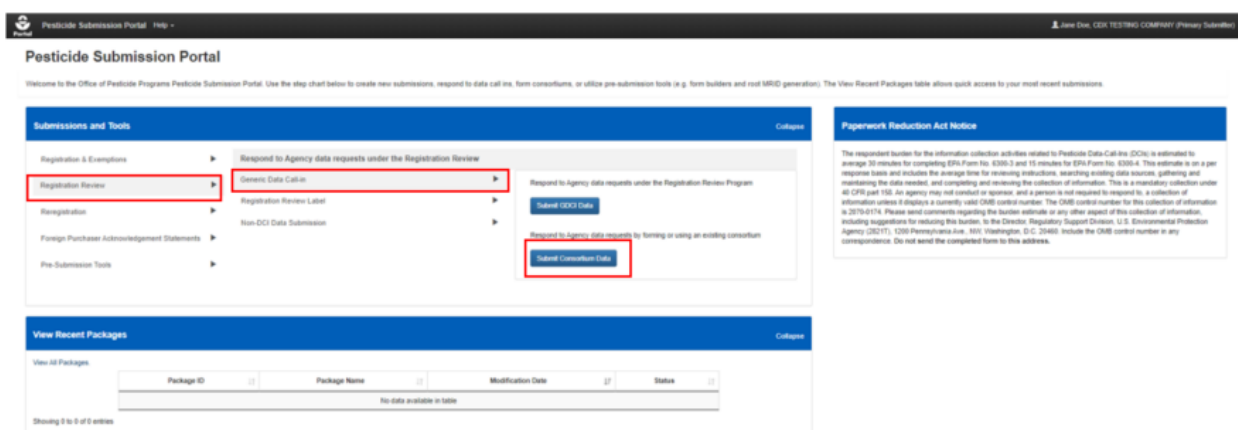 Portal
Pesticide Submission Portal Help
Jane Doe, CDX TESTING COMPANY (Primary Submitter)
Pesticide Submission Portal
Welcome to the Office of Pesticide Programs Pesticide Submission Portal. Use the step chart below to create new submissions, respond to data call ins, form consortiums, or utilize pre-submission tools (e.g. form builders and root MRID generation). The View Recent Packages table allows quick access to your most recent submissions.
Submissions and Tools
Collapse
Registration & Exemptions
Registration Review
Reregistration
Foreign Purchaser Acknowledgement Statements
Pre-Submission Tools
Respond to Agency data requests under the Registration Review
Generic Data Call-in
Registration Review Label
Non-DCI Data Submission
Respond to Agency data requests under the Registration Review Program
Submit GDCI Data
Respond to Agency data requests by forming or using an existing consortium
Submit Consortium Data
Paperwork Reduction Act Notice
The respondent burden for the information collection activities related to Pesticide Data-Call-Ins (DCIs) is estimated to
average 30 minutes for completing EPA Form No. 6300-3 and 15 minutes for EPA Form No. 6300-4. This estimate is on a per
response basis and includes the average time for reviewing instructions, searching existing data sources, gathering and
maintaining the data needed, and completing and reviewing the collection of information. This is a mandatory collection under
40 CFR part 158. An agency may not conduct or sponsor, and a person is not required to respond to, a collection of
information unless it displays a currently valid OMB control number. The OMB control number for this collection of information
is 2070-0174. Please send comments regarding the burden estimate or any other aspect of this collection of information,
including suggestions for reducing this burden, to the Director, Regulatory Support Division, U.S. Environmental Protection
Agency (2821T), 1200 Pennsylvania Ave., NW, Washington, D.C. 20460. Include the OMB control number in any
correspondence. Do not send the completed form to this address.
View Recent Packages
Collapse
View All Packages
Package ID Package Name Modification Date Status
No data available in table
Showing 0 to 0 of 0 entries